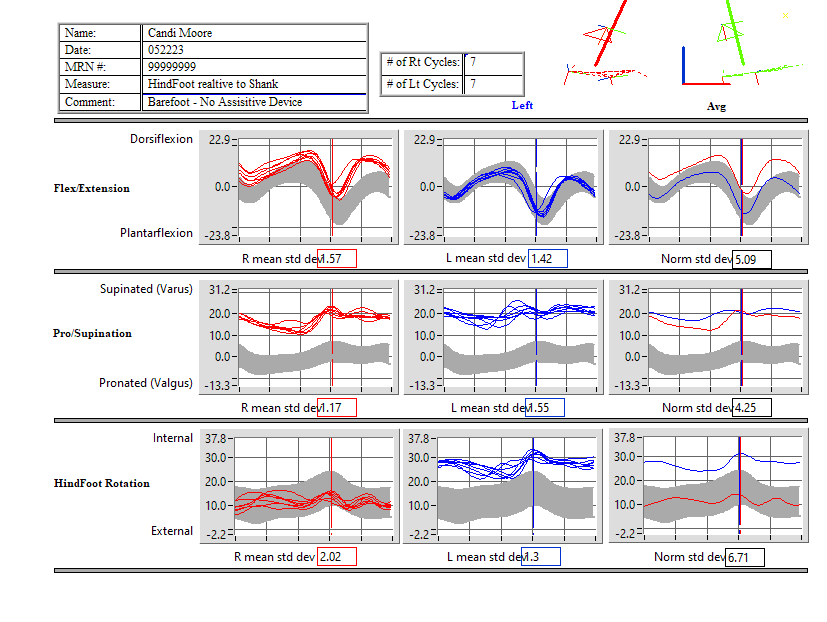 Name: Candi Moore
Date: 052223
MRN #: 99999999
Measure: HindFoot realtive to Shank
Comment: Barefoot - No Assisitive Device
# of Rt Cycles: 7
# of Lt Cycles: 7
Left Avg
Dorsiflexion
Flex/Extension
Plantarflexion
22.9 22.9 22.9
0.0 0.0 0.0
-23.8 -23.8 -23.8
R mean std dev 1.57 L mean std dev 1.42 Norm std dev 5.09
Supinated (Varus)
Pro/Supination
Pronated (Valgus)
31.2 31.2 31.2
20.0 20.0 20.0
10.0 10.0 10.0
0.0 0.0 0.0
-13.3 -13.3 -13.3
R mean std dev 1.17 L mean std dev 1.55 Norm std dev 4.25
Internal
HindFoot Rotation
External
37.8 37.8 37.8
30.0 30.0 30.0
20.0 20.0 20.0
10.0 10.0 10.0
-2.2 -2.2 -2.2
R mean std dev 2.02 L mean std dev 1.3 Norm std dev 6.71